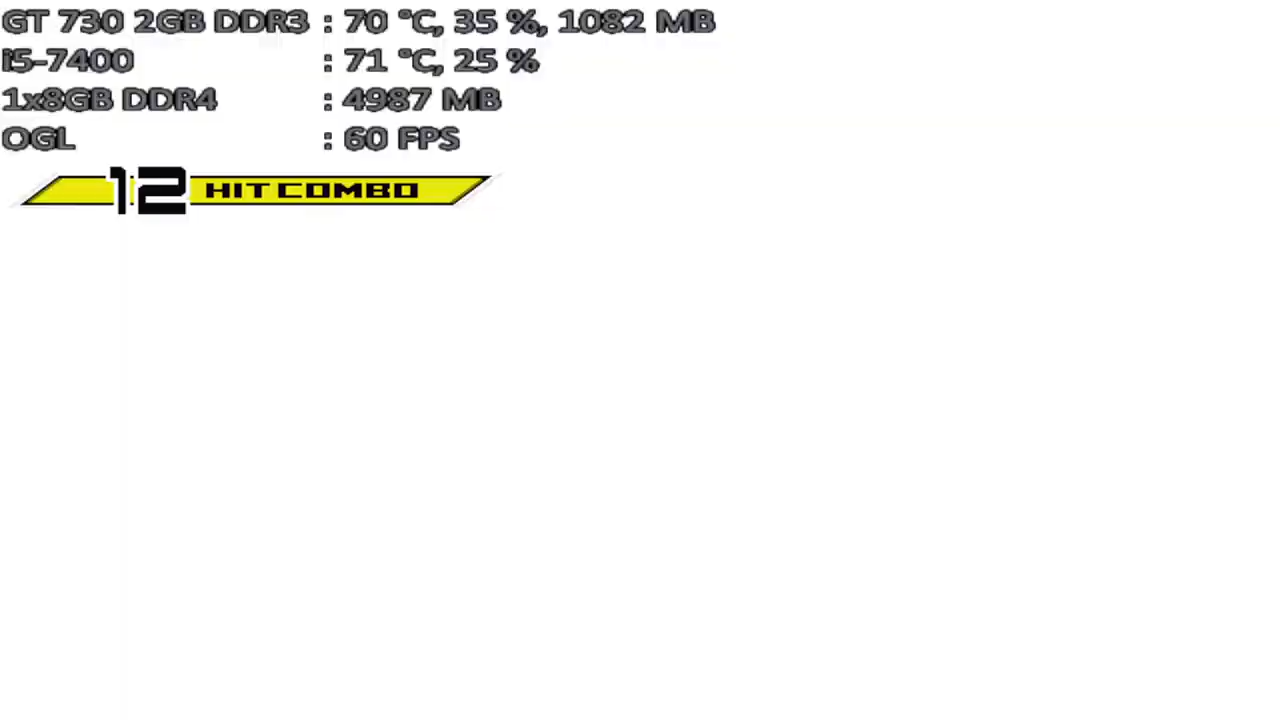 GT 730 2GB DDR3 : 70 °C, 35 %, 1082 MB
i5-7400 : 71 °C, 25 %
1x8GB DDR4 : 4987 MB
OGL : 60 FPS
12 HIT COMBO